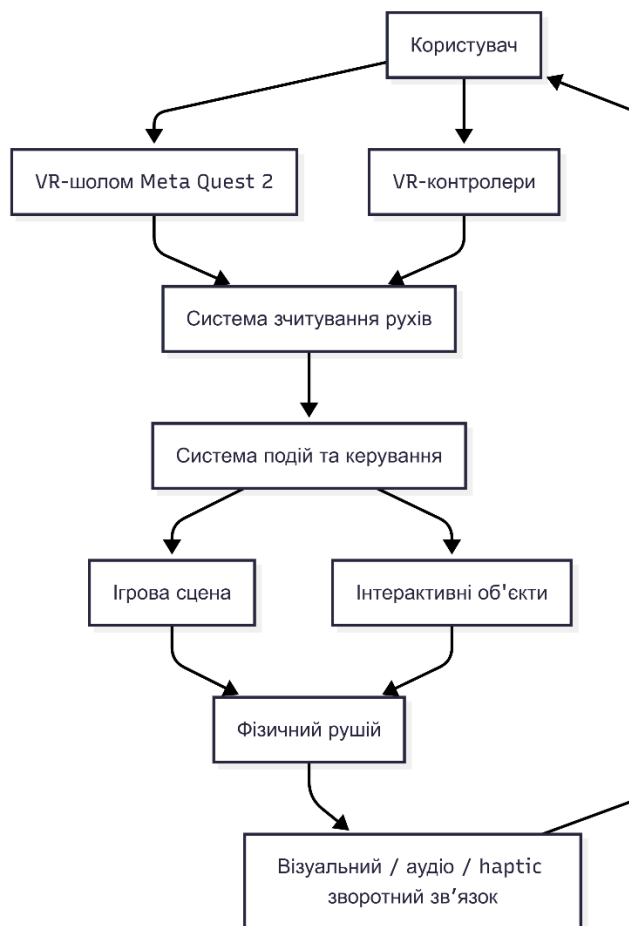 Користувач
VR-шолом Meta Quest 2
VR-контролери
Система зчитування рухів
Система подій та керування
Ігрова сцена
Інтерактивні об'єкти
Фізичний рушій
Візуальний / аудіо / haptic
зворотний зв’язок